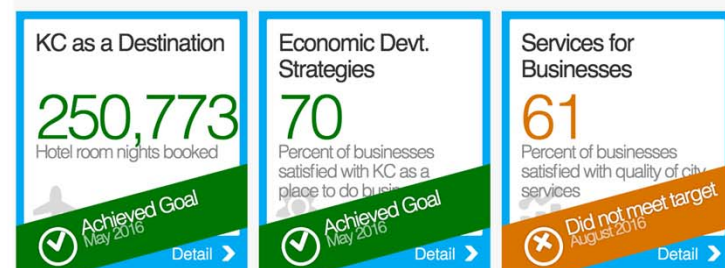 KC as a Destination
250,773
Hotel room nights booked
Achieved Goal
May 2016
Detail
Economic Devt.
Strategies
70
Percent of businesses
satisfied with KC as a
place to do
Achieved Goal
May 2016
Detail
Services for
Businesses
61
Percent of businesses
satisfied with quality of city
services
Did not meet target
August 2016
Detail